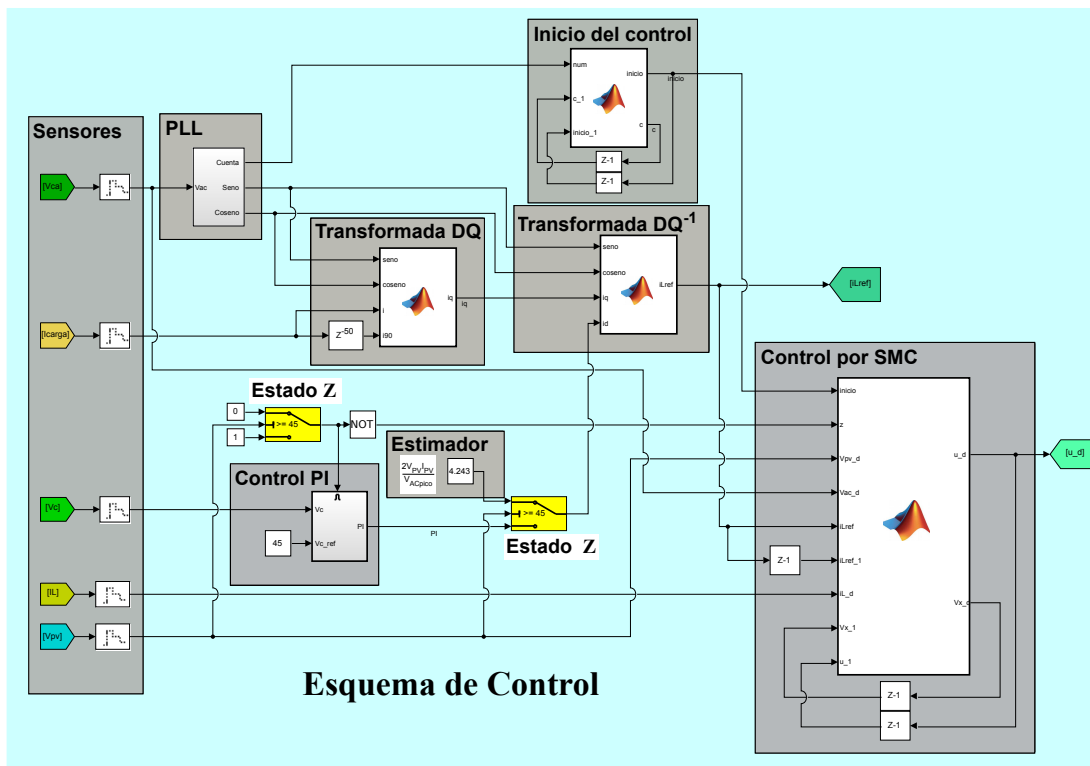 Inicio del control
num
c_1
inicio_1
inicio
inicio
c
c
Z-1
Z-1
Sensores
[Vca]
[Icarga]
[Vc]
[IL]
[Vpv]
PLL
Vac
Cuenta
Seno
Coseno
Transformada DQ
seno
coseno
i
i90
iq
iq
Z-50
Transformada DQ-1
seno
coseno
iq
id
iLref
[iLref]
Estado Z
0
1
>= 45
NOT
Estimador
2VPVIPV
VACpico
4.243
Control PI
Vc
Vc_ref
PI
PI
45
>= 45
Estado Z
Control por SMC
inicio
z
Vpv_d
Vac_d
iLref
iLref_1
iL_d
Vx_1
u_1
u_d
Vx_d
Z-1
Z-1
Z-1
[u_d]
Esquema de Control